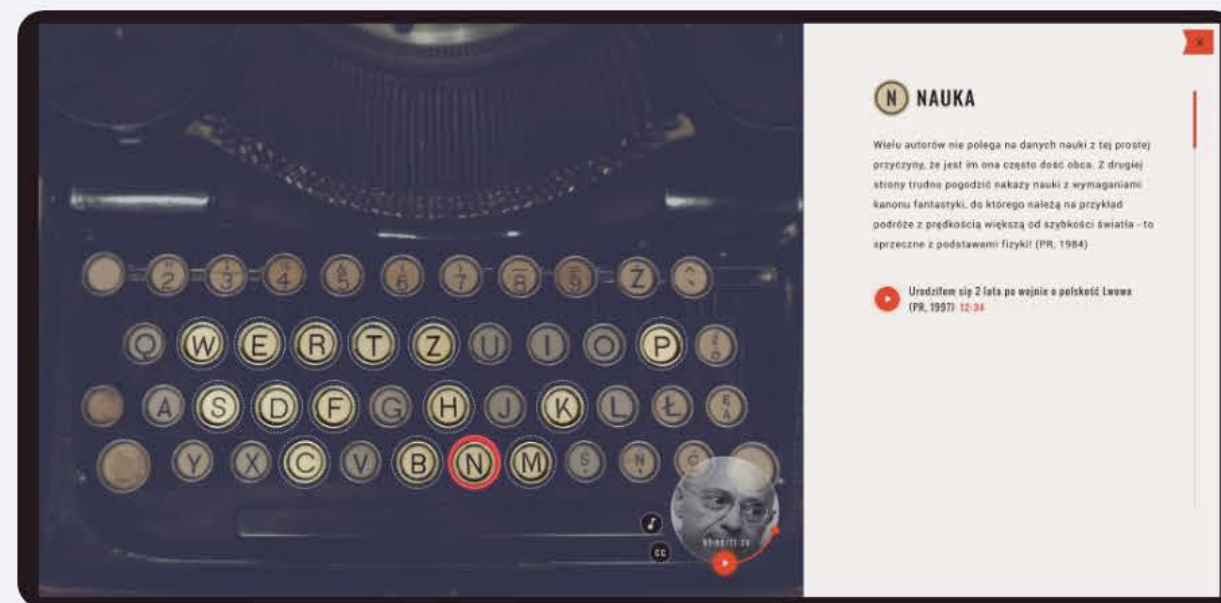 2 3 4 5 6 7 8 9 Ż
Q W E R T Z U I O P
A S D F G H J K L Ł Ę Ą
Y X C V B N M Ś Ń Ć
CC
x
N NAUKA
Wielu autorów nie polega na danych nauki z tej prostej
przyczyny, że jest im ona często dość obca. Z drugiej
strony trudno pogodzić nakazy nauki z wymaganiami
kanonu fantastyki, do którego należą na przykład
podróże z prędkością większą od szybkości światła - to
sprzeczne z podstawami fizyki! (PR, 1984)
Urodziłem się 2 lata po wojnie o polskość Lwowa
(PR, 1997) 12:34